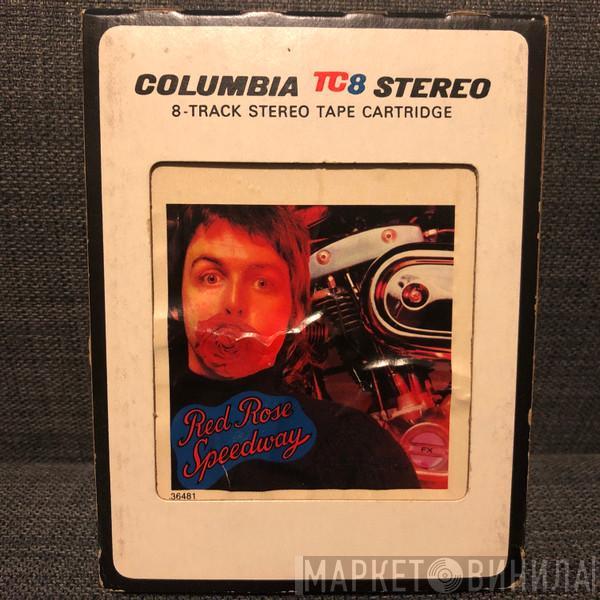 COLUMBIA TC8 STEREO
8-TRACK STEREO TAPE CARTRIDGE
Red Rose
Speedway
FX
36481
МАРКЕТ ВИНИЛА